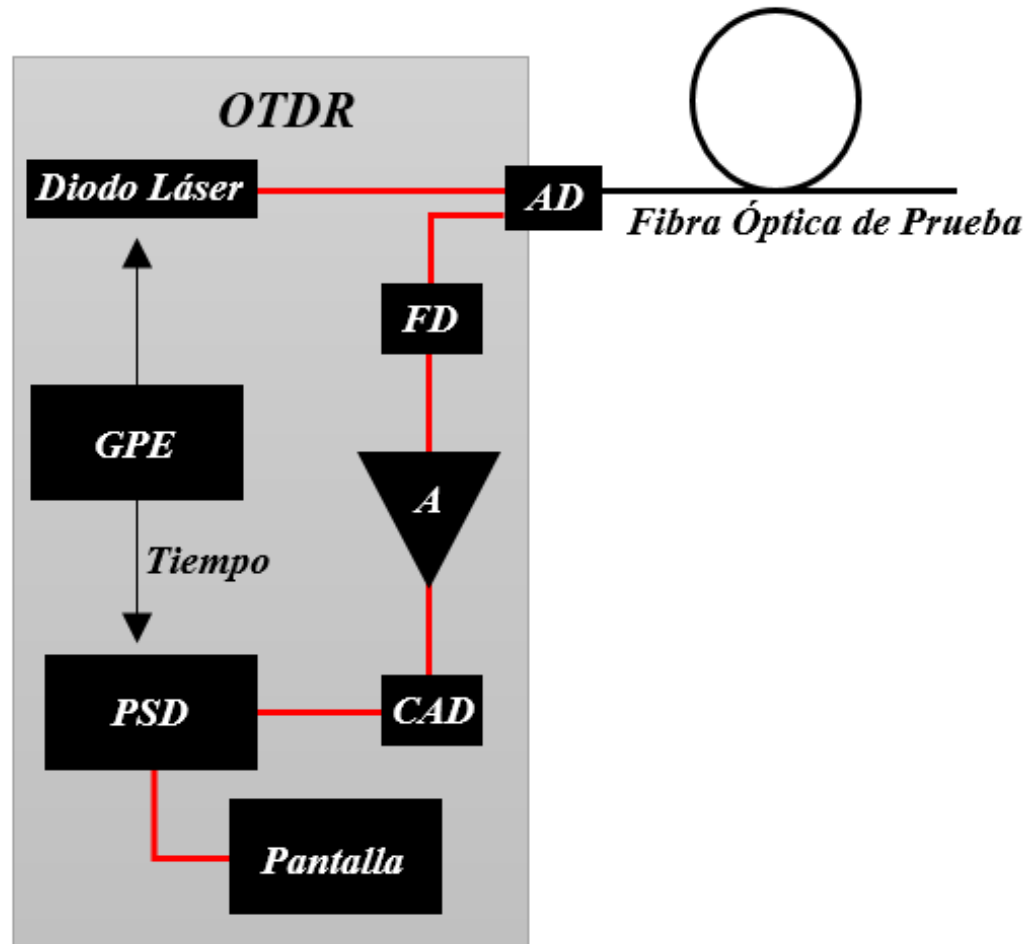 OTDR
Diodo Láser
AD
Fibra Óptica de Prueba
FD
GPE
A
Tiempo
PSD
CAD
Pantalla